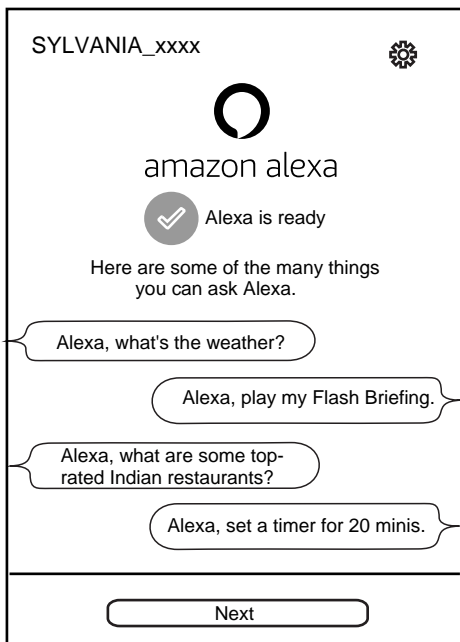 SYLVANIA_xxxx
amazon alexa
Alexa is ready
Here are some of the many things
you can ask Alexa.
Alexa, what's the weather?
Alexa, play my Flash Briefing.
Alexa, what are some top-
rated Indian restaurants?
Alexa, set a timer for 20 minis.
Next